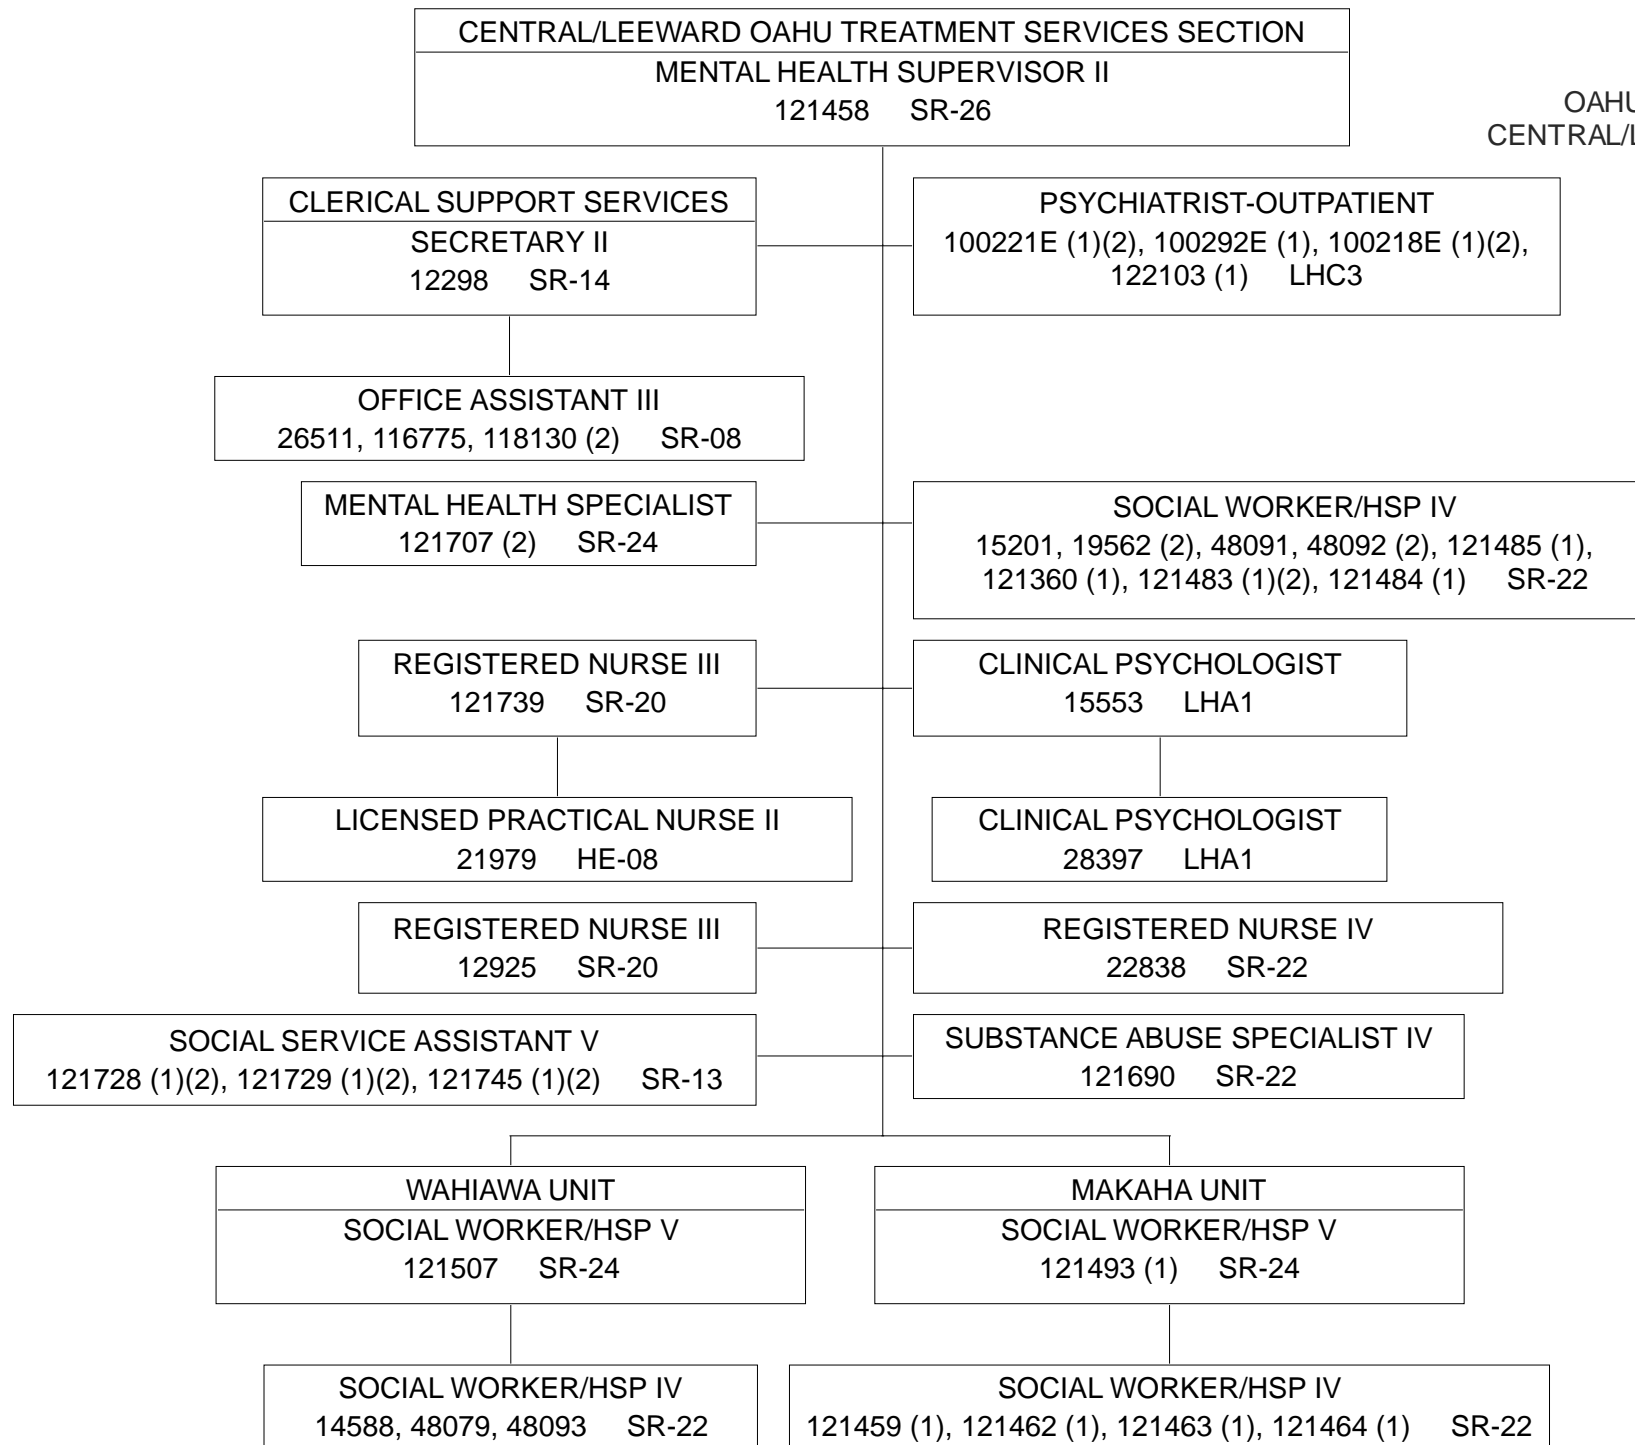 CENTRAL/LEEWARD OAHU TREATMENT SERVICES SECTION
MENTAL HEALTH SUPERVISOR II
121458 SR-26
OAHU
CENTRAL/L
CLERICAL SUPPORT SERVICES
SECRETARY II
12298 SR-14
PSYCHIATRIST-OUTPATIENT
100221E (1)(2), 100292E (1), 100218E (1)(2),
122103 (1) LHC3
OFFICE ASSISTANT III
26511, 116775, 118130 (2) SR-08
MENTAL HEALTH SPECIALIST
121707 (2) SR-24
SOCIAL WORKER/HSP IV
15201, 19562 (2), 48091, 48092 (2), 121485 (1),
121360 (1), 121483 (1)(2), 121484 (1) SR-22
REGISTERED NURSE III
121739 SR-20
CLINICAL PSYCHOLOGIST
15553 LHA1
LICENSED PRACTICAL NURSE II
21979 HE-08
CLINICAL PSYCHOLOGIST
28397 LHA1
REGISTERED NURSE III
12925 SR-20
REGISTERED NURSE IV
22838 SR-22
SOCIAL SERVICE ASSISTANT V
121728 (1)(2), 121729 (1)(2), 121745 (1)(2) SR-13
SUBSTANCE ABUSE SPECIALIST IV
121690 SR-22
WAHIAWA UNIT
SOCIAL WORKER/HSP V
121507 SR-24
MAKAHA UNIT
SOCIAL WORKER/HSP V
121493 (1) SR-24
SOCIAL WORKER/HSP IV
14588, 48079, 48093 SR-22
SOCIAL WORKER/HSP IV
121459 (1), 121462 (1), 121463 (1), 121464 (1) SR-22